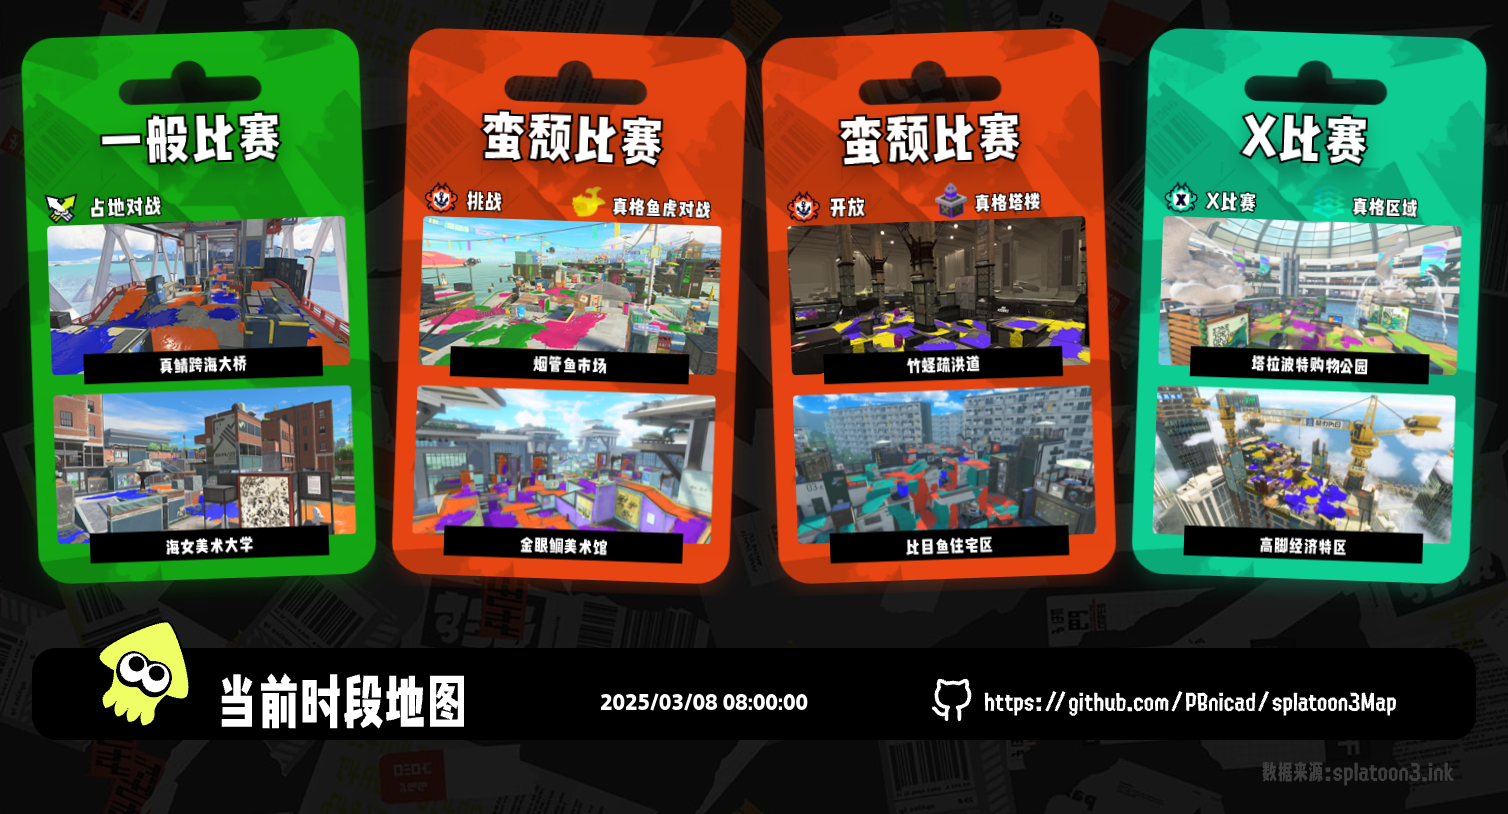 一般比赛
占地对战
真鲷跨海大桥
海女美术大学
蛮颓比赛
挑战
真格鱼虎对战
烟管鱼市场
金眼鲷美术馆
蛮颓比赛
开放
真格塔楼
竹蛏疏洪道
比目鱼住宅区
X比赛
X比赛
真格区域
塔拉波特购物公园
高脚经济特区
当前时段地图
2025/03/08 08:00:00
https://github.com/PBnicad/splatoon3Map
数据来源:splatoon3.ink